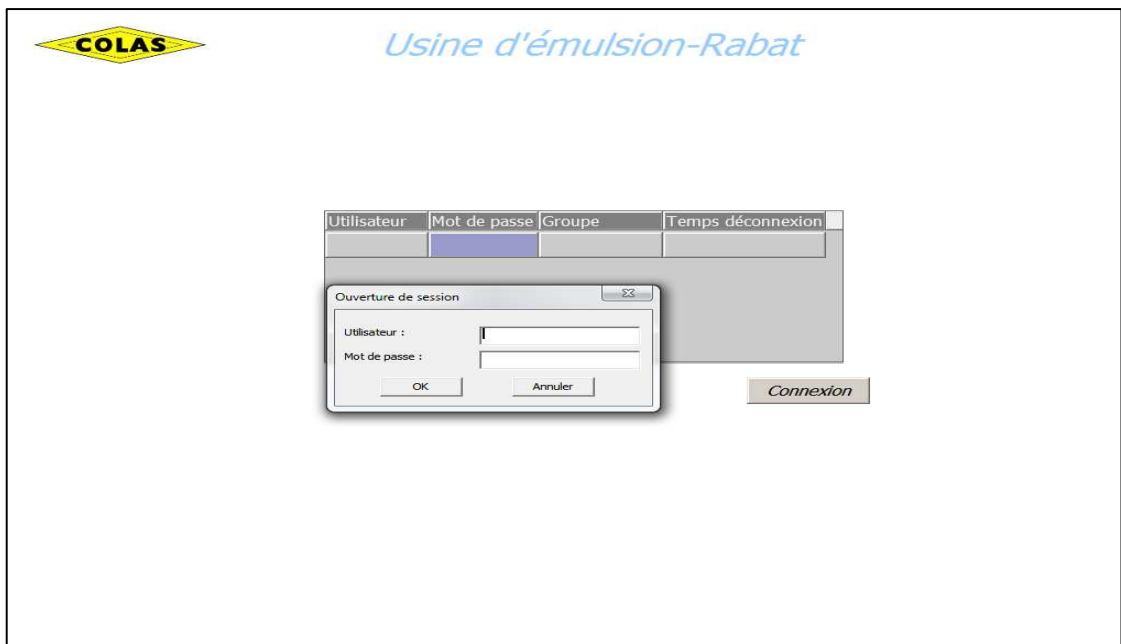 COLAS
Usine d'émulsion-Rabat
Utilisateur Mot de passe Groupe Temps déconnexion
Ouverture de session
Utilisateur :
Mot de passe :
OK Annuler
Connexion